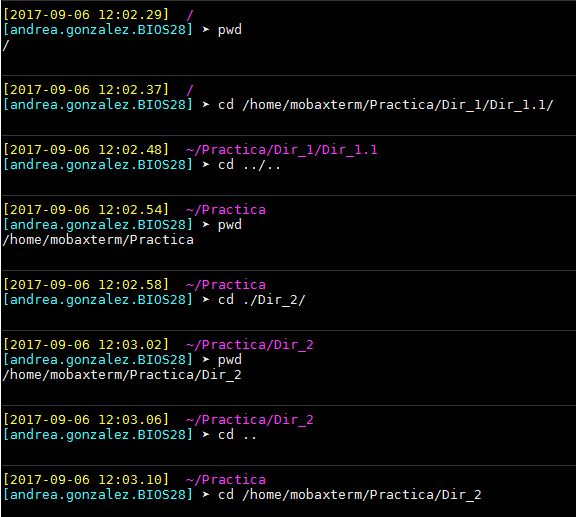 [2017-09-06 12:02.29]  /
[andrea.gonzalez.BIOS28] ➤ pwd
/
[2017-09-06 12:02.37]  /
[andrea.gonzalez.BIOS28] ➤ cd /home/mobaxterm/Practica/Dir_1/Dir_1.1/
[2017-09-06 12:02.48]  ~/Practica/Dir_1/Dir_1.1
[andrea.gonzalez.BIOS28] ➤ cd ../..
[2017-09-06 12:02.54]  ~/Practica
[andrea.gonzalez.BIOS28] ➤ pwd
/home/mobaxterm/Practica
[2017-09-06 12:02.58]  ~/Practica
[andrea.gonzalez.BIOS28] ➤ cd ./Dir_2/
[2017-09-06 12:03.02]  ~/Practica/Dir_2
[andrea.gonzalez.BIOS28] ➤ pwd
/home/mobaxterm/Practica/Dir_2
[2017-09-06 12:03.06]  ~/Practica/Dir_2
[andrea.gonzalez.BIOS28] ➤ cd ..
[2017-09-06 12:03.10]  ~/Practica
[andrea.gonzalez.BIOS28] ➤ cd /home/mobaxterm/Practica/Dir_2